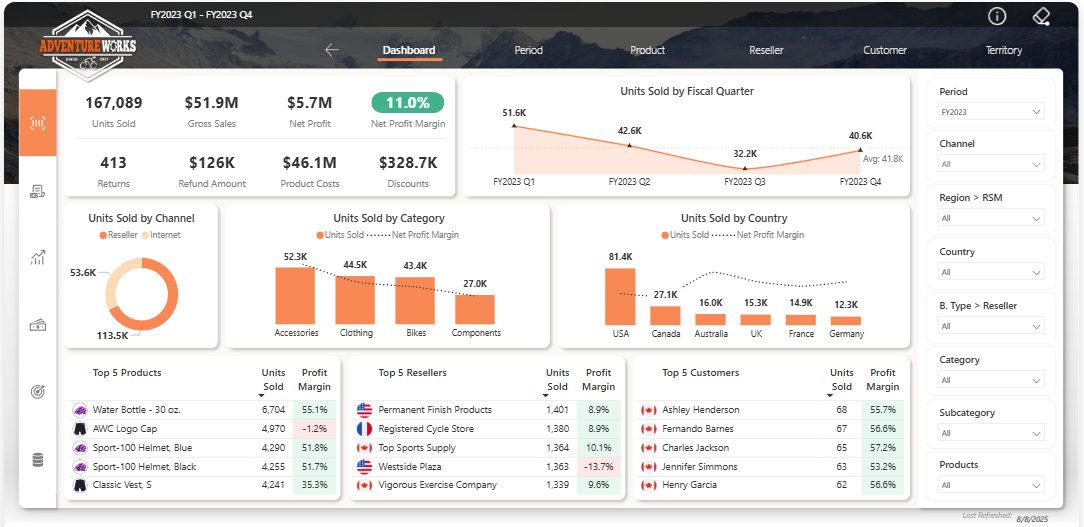 FY2023 Q1 - FY2023 Q4
ADVENTUREWORKS
SINCE 2021
Dashboard Period Product Reseller Customer Territory
167,089 $51.9M $5.7M 11.0%
Units Sold Gross Sales Net Profit Net Profit Margin
413 $126K $46.1M $328.7K
Returns Refund Amount Product Costs Discounts
Units Sold by Fiscal Quarter
51.6K 42.6K 32.2K 40.6K
Avg: 41.8K
FY2023 Q1 FY2023 Q2 FY2023 Q3 FY2023 Q4
Units Sold by Channel
Reseller Internet
53.6K
113.5K
Units Sold by Category
Units Sold Net Profit Margin
52.3K 44.5K 43.4K 27.0K
Accessories Clothing Bikes Components
Units Sold by Country
Units Sold Net Profit Margin
81.4K 27.1K 16.0K 15.3K 14.9K 12.3K
USA Canada Australia UK France Germany
Top 5 Products Units Sold Profit Margin
Water Bottle - 30 oz. 6,704 55.1%
AWC Logo Cap 4,970 -1.2%
Sport-100 Helmet, Blue 4,290 51.8%
Sport-100 Helmet, Black 4,255 51.7%
Classic Vest, S 4,241 35.3%
Top 5 Resellers Units Sold Profit Margin
Permanent Finish Products 1,401 8.9%
Registered Cycle Store 1,380 8.9%
Top Sports Supply 1,364 10.1%
Westside Plaza 1,363 -13.7%
Vigorous Exercise Company 1,339 9.6%
Top 5 Customers Units Sold Profit Margin
Ashley Henderson 68 55.7%
Fernando Barnes 67 56.6%
Charles Jackson 65 57.2%
Jennifer Simmons 63 53.2%
Henry Garcia 62 56.6%
Period
FY2023
Channel
All
Region > RSM
All
Country
All
B. Type > Reseller
All
Category
All
Subcategory
All
Products
All
Last Refreshed: 8/8/2025